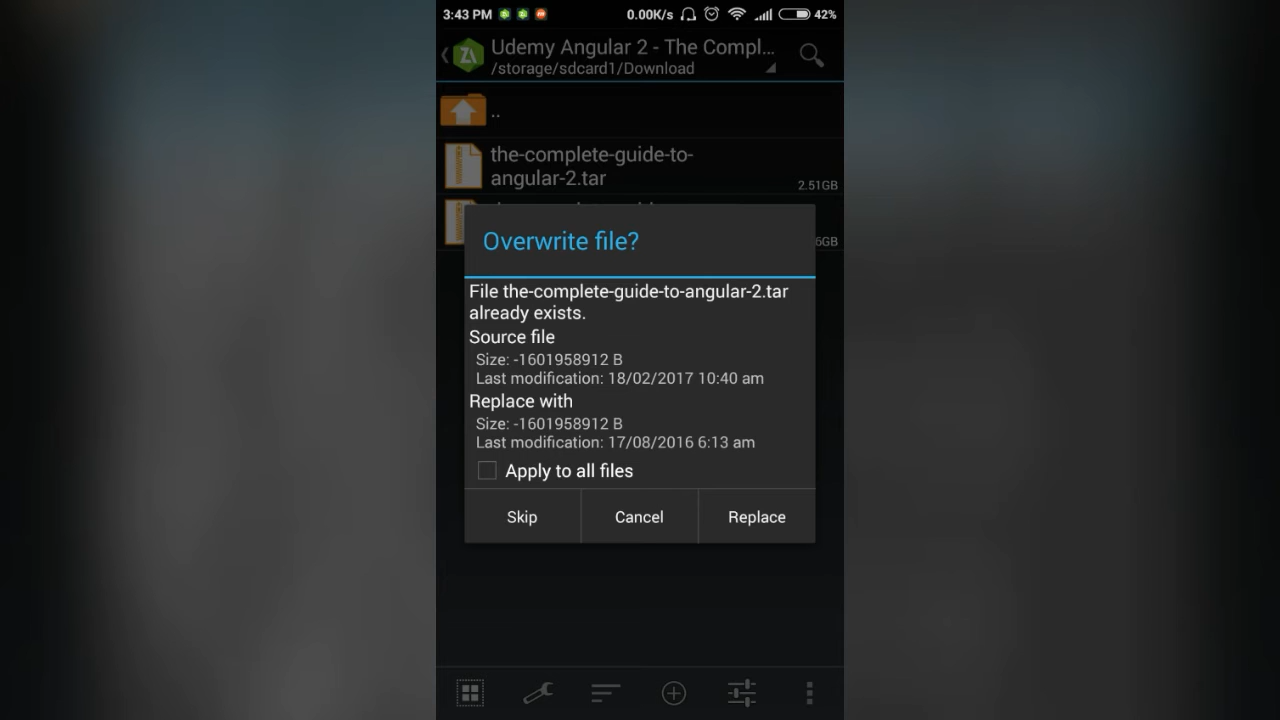 3:43 PM
0.00K/s
42%
Udemy Angular 2 - The Compl...
/storage/sdcard1/Download
..
the-complete-guide-to-
angular-2.tar
2.51GB
6GB
Overwrite file?
File the-complete-guide-to-angular-2.tar
already exists.
Source file
Size: -1601958912 B
Last modification: 18/02/2017 10:40 am
Replace with
Size: -1601958912 B
Last modification: 17/08/2016 6:13 am
Apply to all files
Skip
Cancel
Replace